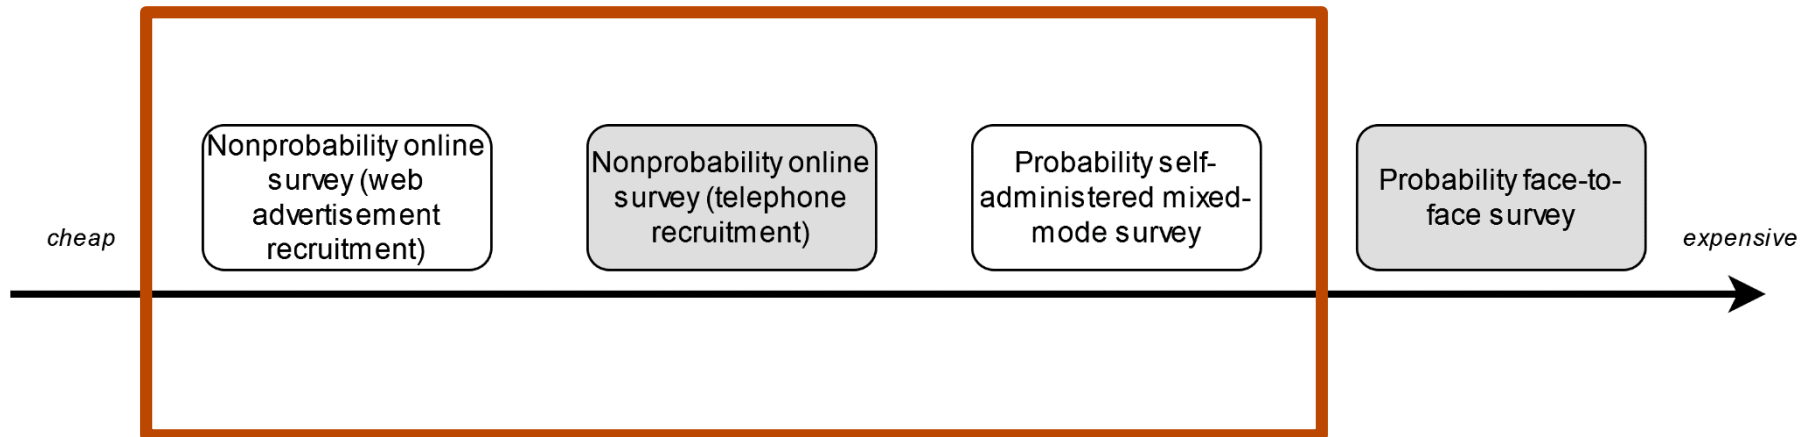 cheap
Nonprobability online
survey (web
advertisement
recruitment)
Nonprobability online
survey (telephone
recruitment)
Probability self-
administered mixed-
mode survey
Probability face-to-
face survey
expensive